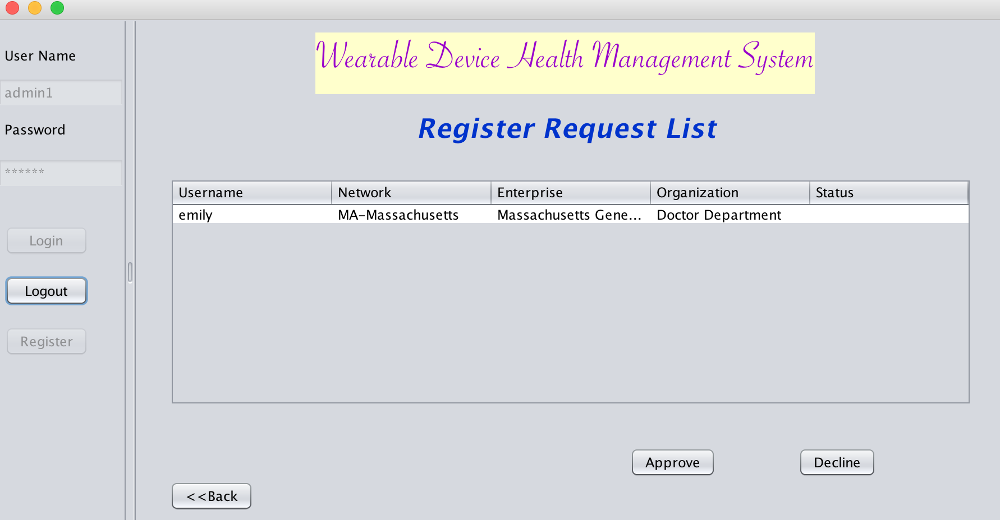 User Name
admin1
Password
******
Login
Logout
Register
Wearable Device Health Management System
Register Request List
Username Network Enterprise Organization Status
emily MA-Massachusetts Massachusetts Gene... Doctor Department
Approve Decline
<<Back